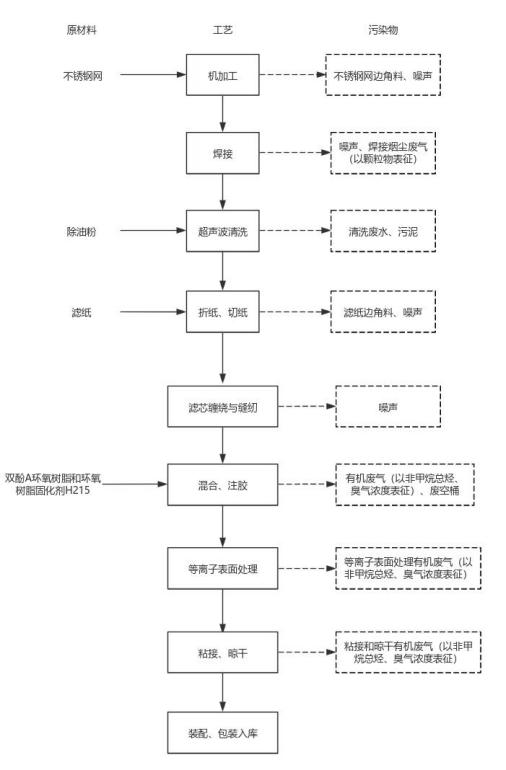 原材料 工艺 污染物
不锈钢网 机加工 不锈钢网边角料、噪声
焊接
噪声、焊接烟尘废气
（以颗粒物表征）
除油粉 超声波清洗 清洗废水、污泥
滤纸 折纸、切纸 滤纸边角料、噪声
滤芯缠绕与缝纫 噪声
双酚A环氧树脂和环氧
树脂固化剂H215
混合、注胶
有机废气（以非甲烷总烃、
臭气浓度表征）、废空桶
等离子表面处理
等离子表面处理有机废气（以
非甲烷总烃、臭气浓度表征）
粘接、晾干
粘接和晾干有机废气（以非甲
烷总烃、臭气浓度表征）
装配、包装入库